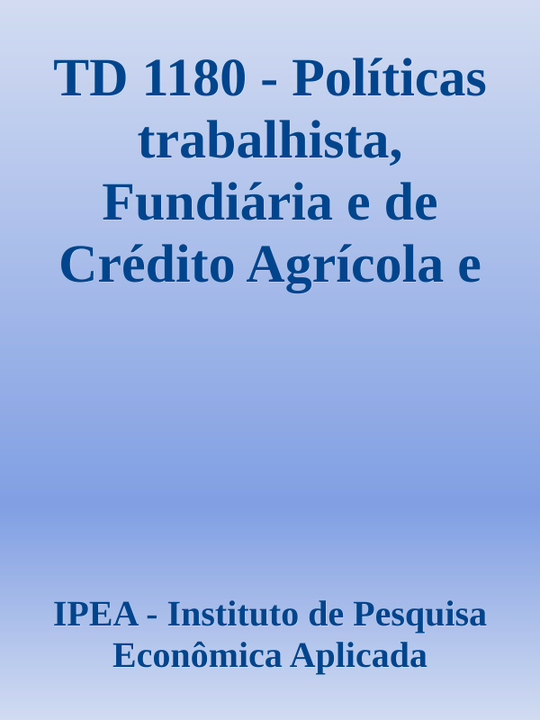 TD 1180 - Políticas
trabalhista,
Fundiária e de
Crédito Agrícola e
IPEA - Instituto de Pesquisa
Econômica Aplicada